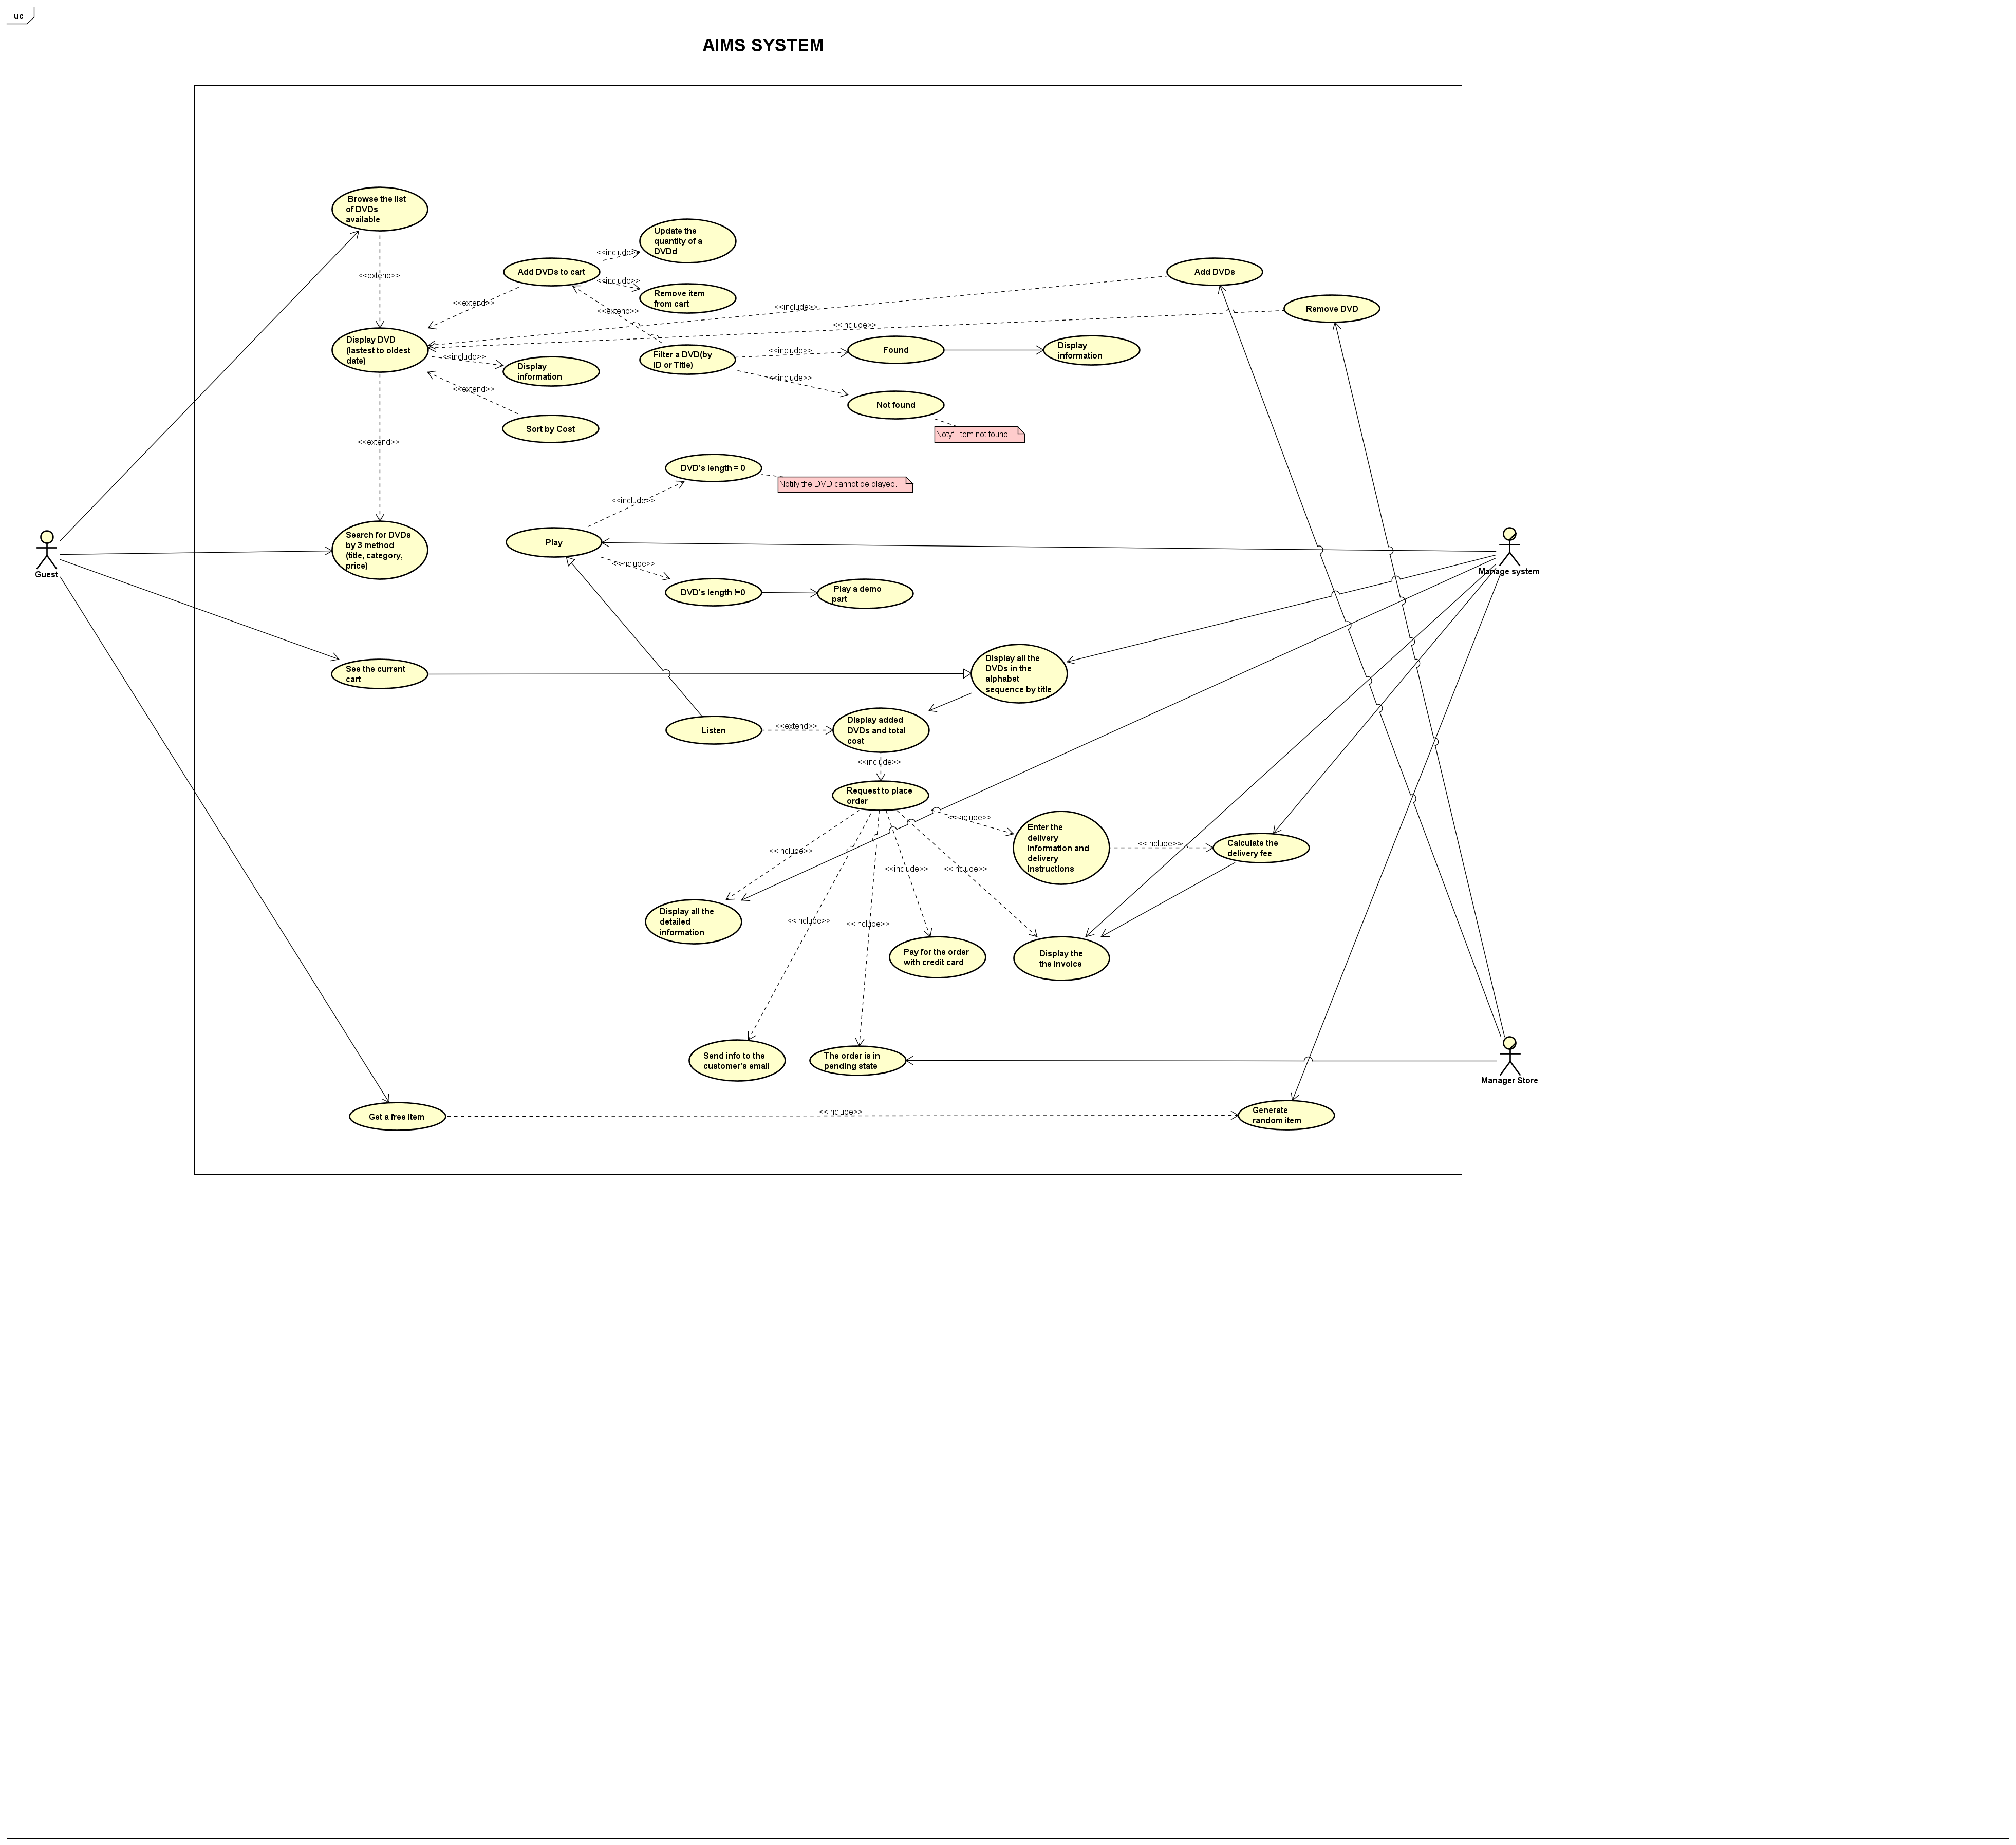 uc
AIMS SYSTEM
Browse the list
of DVDs
available
<<extend>>
Update the
quantity of a
DVDd
<<include>>
Add DVDs to cart
<<include>>
Remove item
from cart
<<extend>>
<<extend>>
Add DVDs
<<include>>
Remove DVD
<<include>>
Display DVD
(lastest to oldest
date)
<<include>>
Display
information
<<extend>>
Sort by Cost
Filter a DVD(by
ID or Title)
<<include>>
Found
Display
information
<<include>>
Not found
Notyfi item not found
<<extend>>
DVD's length = 0
Notify the DVD cannot be played.
<<include>>
Search for DVDs
by 3 method
(title, category,
price)
Play
<<include>>
DVD's length !=0
Play a demo
part
Guest
Manage system
See the current
cart
Display all the
DVDs in the
alphabet
sequence by title
Listen
<<extend>>
Display added
DVDs and total
cost
<<include>>
Request to place
order
<<include>>
Enter the
delivery
information and
delivery
instructions
<<include>>
Calculate the
delivery fee
<<include>>
<<include>>
<<include>>
<<include>>
<<include>>
Display all the
detailed
information
Pay for the order
with credit card
Display the
the invoice
Send info to the
customer's email
The order is in
pending state
Manager Store
Get a free item
<<include>>
Generate
random item